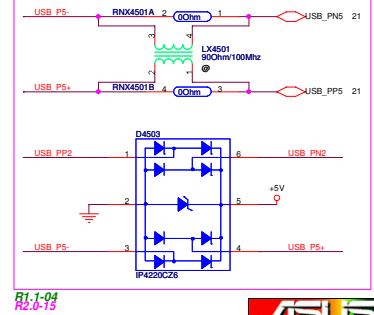 USB_P5- RNX4501A 2 0Ohm 1 USB_PN5 21
3 4
LX4501
90Ohm/100Mhz
@
2 1
USB_P5+ RNX4501B 4 0Ohm 3 USB_PP5 21
D4503
USB_PP2 1 6 USB_PN2
+5V
2 5
USB_P5- 3 4 USB_P5+
IP4220CZ6
R1.1-04
R2.0-15